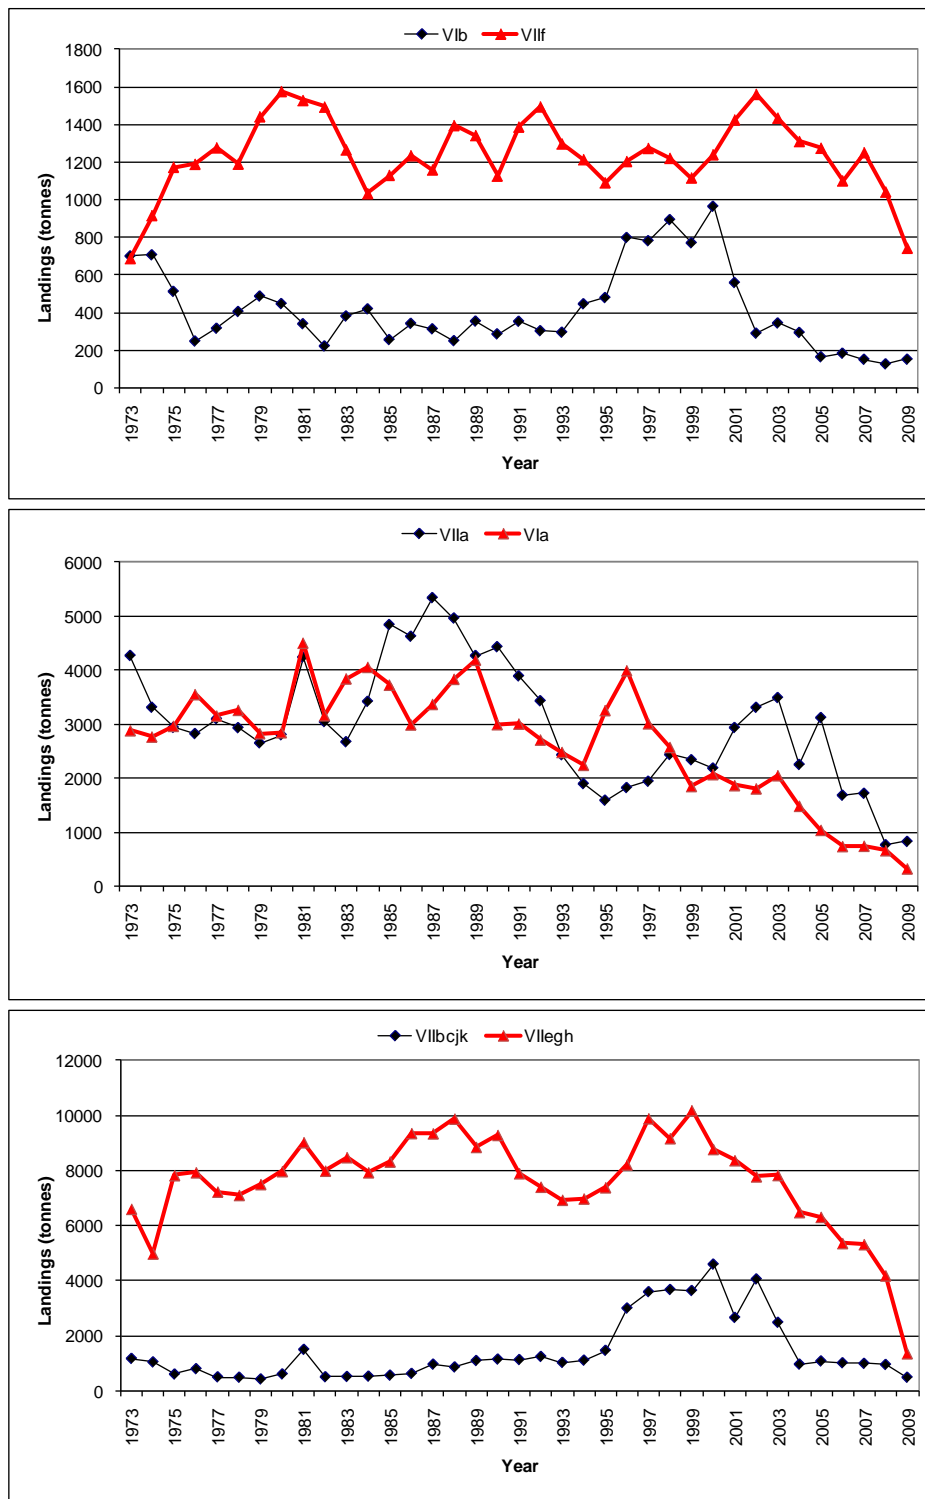 VIb VIIf
1800
1600
1400
1200
1000
800
600
400
200
0
Landings (tonnes)
1973 1975 1977 1979 1981 1983 1985 1987 1989 1991 1993 1995 1997 1999 2001 2003 2005 2007 2009
Year
VIIa VIa
6000
5000
4000
3000
2000
1000
0
Landings (tonnes)
1973 1975 1977 1979 1981 1983 1985 1987 1989 1991 1993 1995 1997 1999 2001 2003 2005 2007 2009
Year
VIIbcjk VIIegh
12000
10000
8000
6000
4000
2000
0
Landings (tonnes)
1973 1975 1977 1979 1981 1983 1985 1987 1989 1991 1993 1995 1997 1999 2001 2003 2005 2007 2009
Year